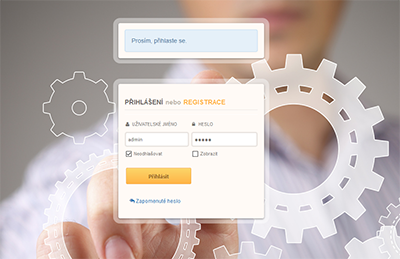 Prosím, přihlaste se.
PŘIHLÁŠENÍ nebo REGISTRACE
UŽIVATELSKÉ JMÉNO HESLO
admin •••••
Neodhlašovat Zobrazit
Přihlásit
Zapomenuté heslo